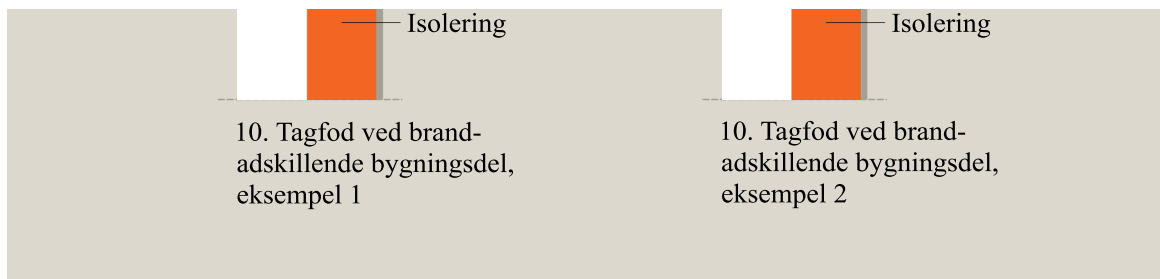 Isolering
10. Tagfod ved brand-
adskillende bygningsdel,
eksempel 1
Isolering
10. Tagfod ved brand-
adskillende bygningsdel,
eksempel 2